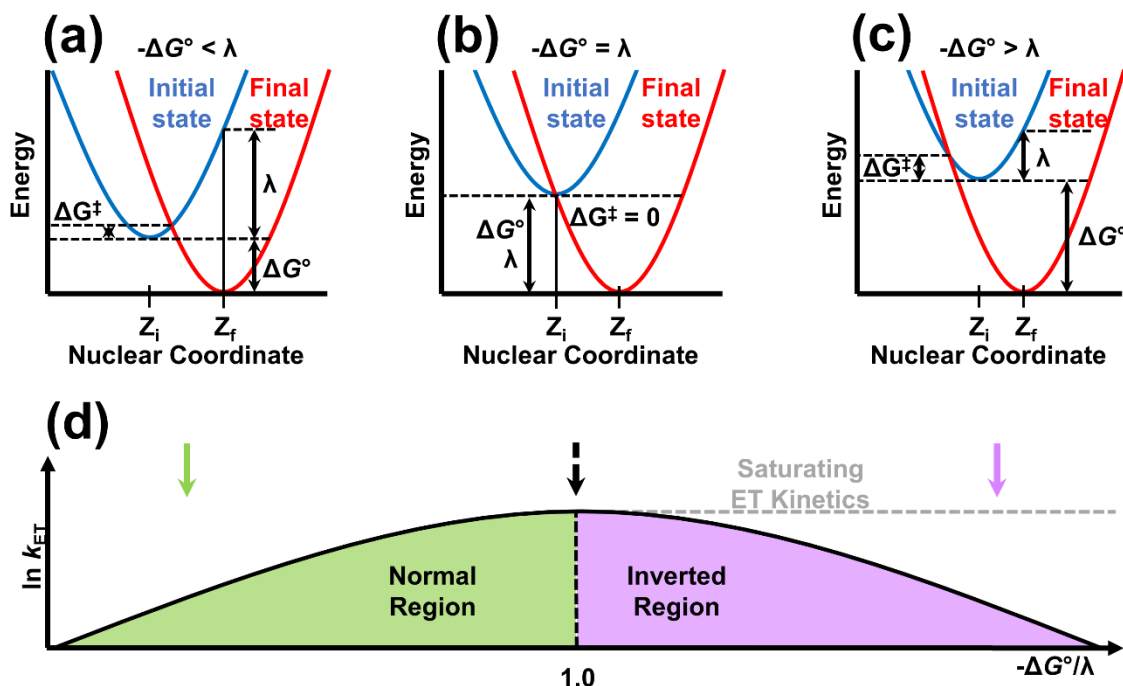 (a)
-ΔG° < λ
Initial
state
Final
state
Energy
ΔG‡
λ
ΔG°
Zi
Zf
Nuclear Coordinate
(b)
-ΔG° = λ
Initial
state
Final
state
Energy
ΔG‡ = 0
ΔG°
λ
Zi
Zf
Nuclear Coordinate
(c)
-ΔG° > λ
Initial
state
Final
state
Energy
ΔG‡
λ
ΔG°
Zi
Zf
Nuclear Coordinate
(d)
Saturating
ET Kinetics
ln kET
Normal
Region
Inverted
Region
1.0
-ΔG°/λ